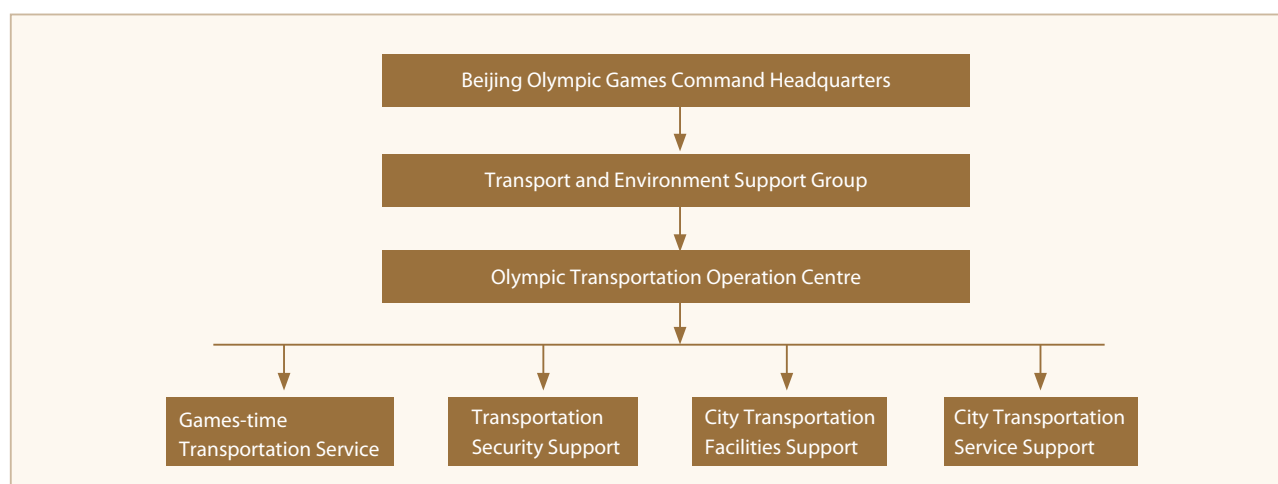 Beijing Olympic Games Command Headquarters
Transport and Environment Support Group
Olympic Transportation Operation Centre
Games-time
Transportation Service
Transportation
Security Support
City Transportation
Facilities Support
City Transportation
Service Support